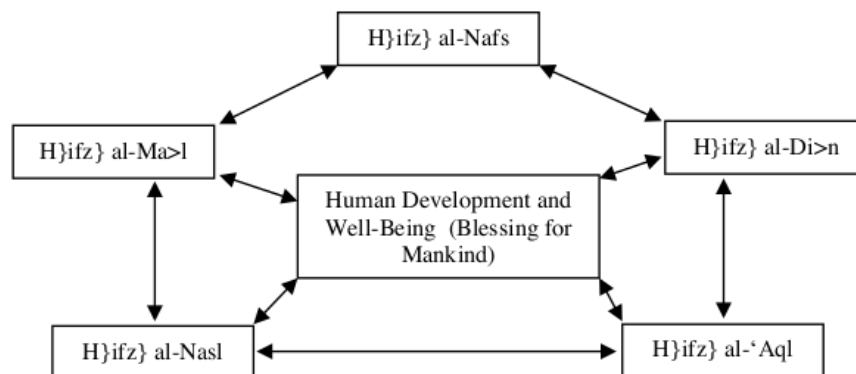 H}ifz} al-Nafs
H}ifz} al-Ma>l
H}ifz} al-Di>n
Human Development and
Well-Being (Blessing for
Mankind)
H}ifz} al-Nasl
H}ifz} al-‘Aql